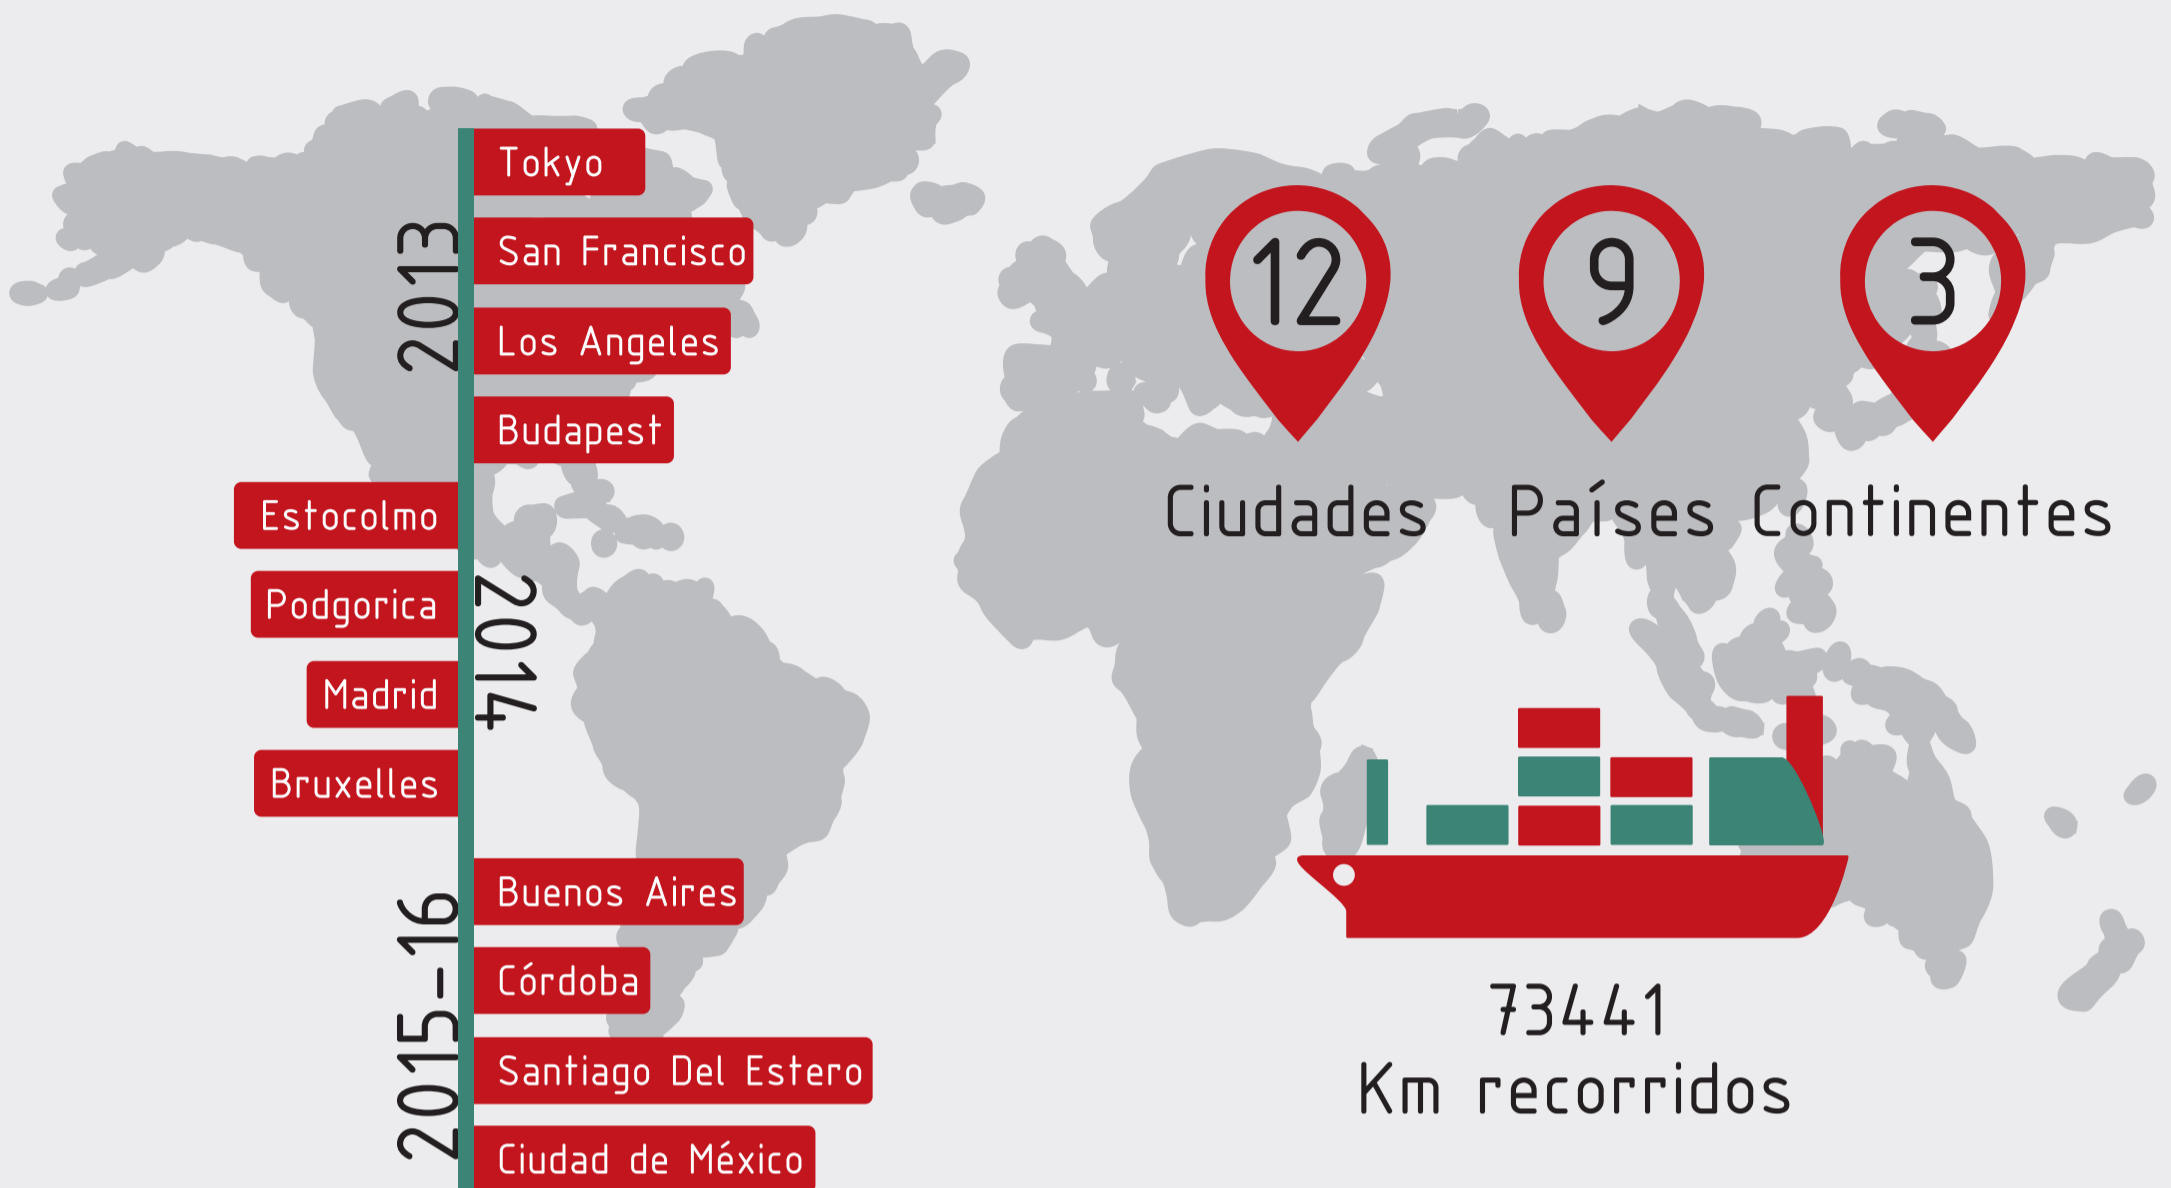 2013
Tokyo
San Francisco
Los Angeles
Budapest
2014
Estocolmo
Podgorica
Madrid
Bruxelles
2015-16
Buenos Aires
Córdoba
Santiago Del Estero
Ciudad de México
12
Ciudades
9
Países
3
Continentes
73441
Km recorridos